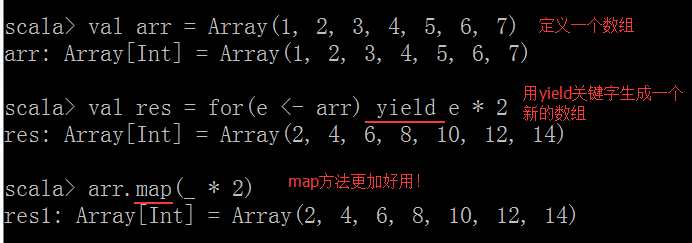 scala> val arr = Array(1, 2, 3, 4, 5, 6, 7) 定义一个数组
arr: Array[Int] = Array(1, 2, 3, 4, 5, 6, 7)
scala> val res = for(e <- arr) yield e * 2 用yield关键字生成一个
新的数组
res: Array[Int] = Array(2, 4, 6, 8, 10, 12, 14)
scala> arr.map(_ * 2) map方法更加好用！
res1: Array[Int] = Array(2, 4, 6, 8, 10, 12, 14)